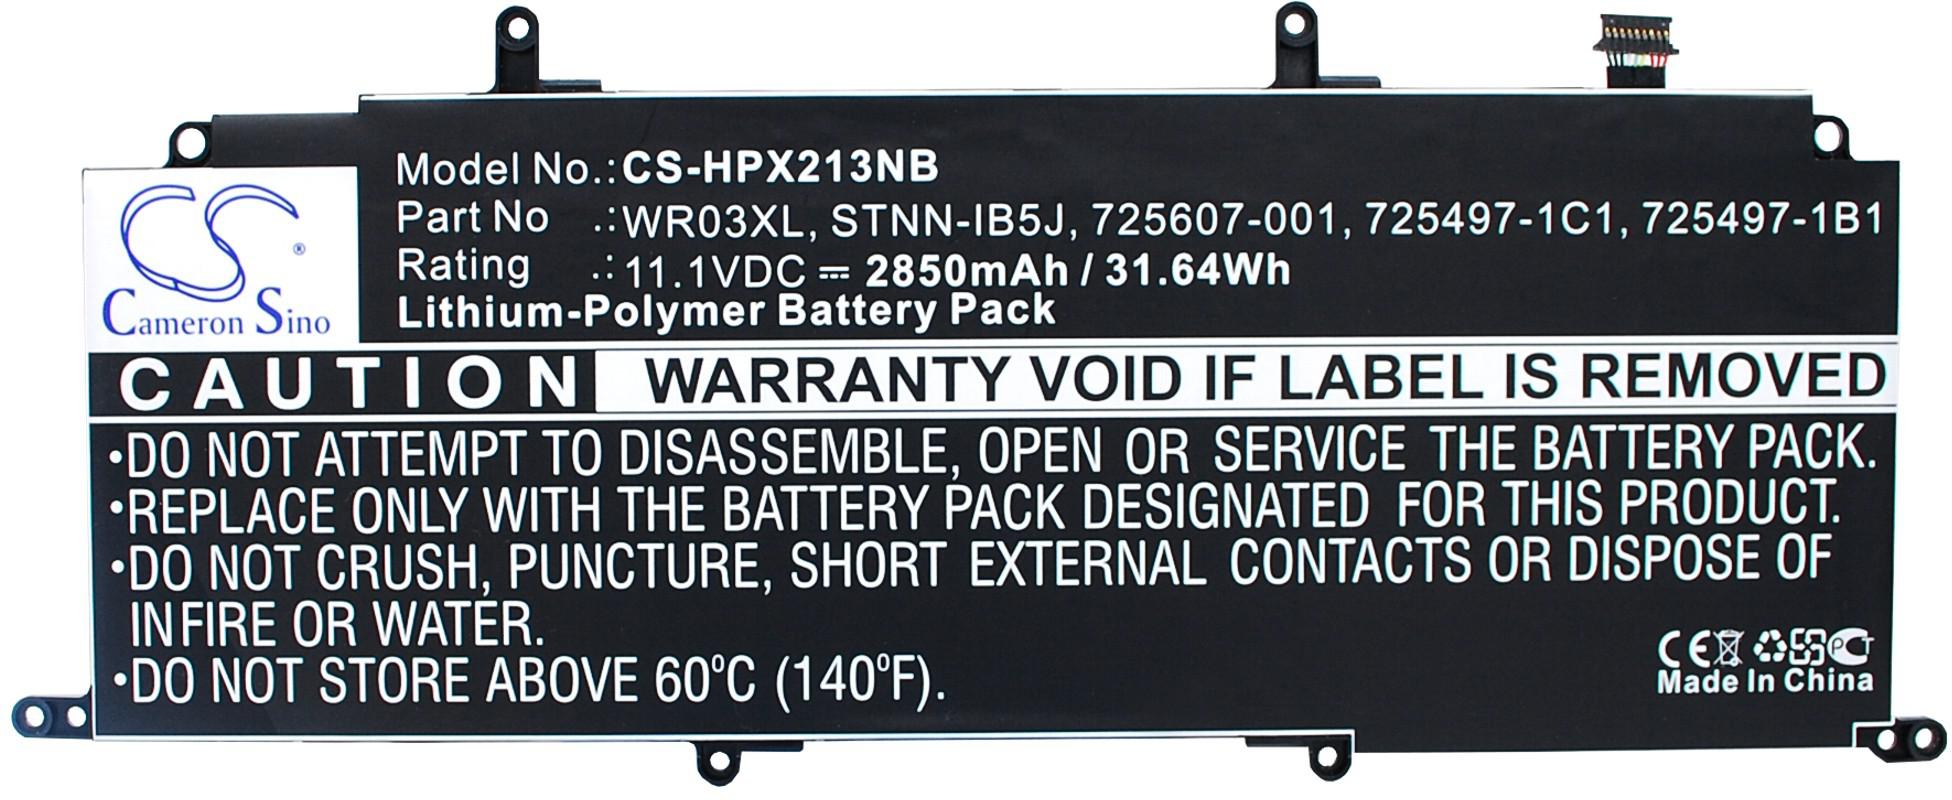 Model No.:CS-HPX213NB
Part No .:WR03XL, STNN-IB5J, 725607-001, 725497-1C1, 725497-1B1
Rating .:11.1VDC ⎓ 2850mAh / 31.64Wh
Lithium-Polymer Battery Pack
CS ®
Cameron Sino
CAUTION WARRANTY VOID IF LABEL IS REMOVED
•DO NOT ATTEMPT TO DISASSEMBLE, OPEN OR SERVICE THE BATTERY PACK.
•REPLACE ONLY WITH THE BATTERY PACK DESIGNATED FOR THIS PRODUCT.
•DO NOT CRUSH, PUNCTURE, SHORT EXTERNAL CONTACTS OR DISPOSE OF
IN FIRE OR WATER.
•DO NOT STORE ABOVE 60°C (140°F).
CE PCT
Made In China